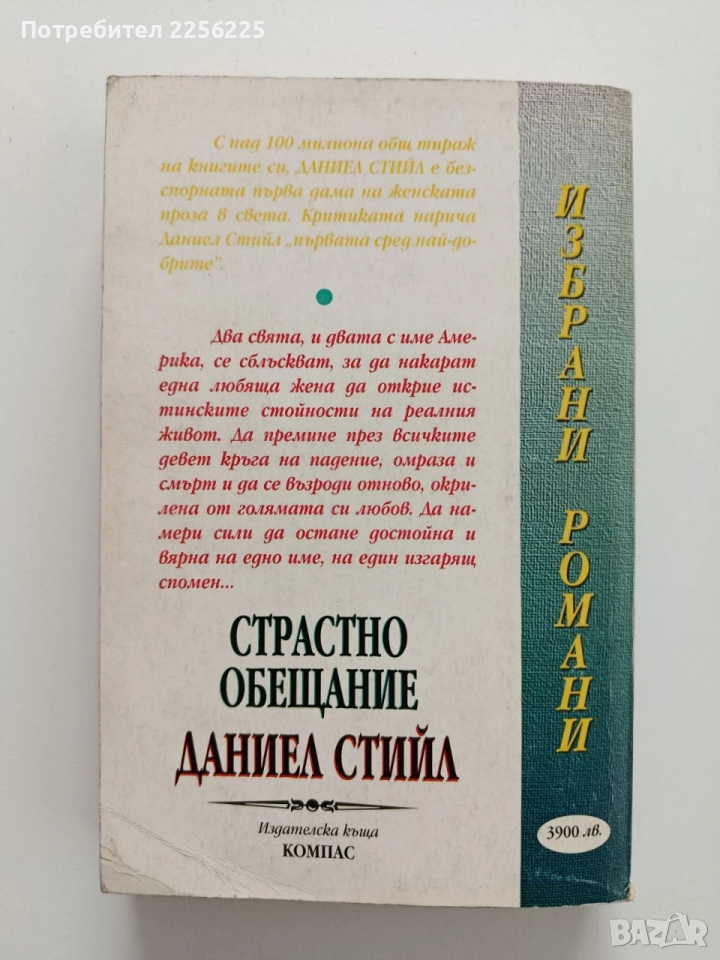 Потребител 2256225
С над 100 милиона общ тираж
на книгите си, ДАНИЕЛ СТИЙЛ е без-
спорната първа дама на женската
проза в света. Критиката нарича
Даниел Стийл „първата сред най-до-
брите".
Два свята, и двата с име Аме-
рика, се сблъскват, за да накарат
една любяща жена да открие ис-
тинските стойности на реалния
живот. Да премине през всичките
девет кръга на падение, омраза и
смърт и да се възроди отново, окри-
лена от голямата си любов. Да на-
мери сили да остане достойна и
вярна на едно име, на един изгарящ
спомен...
СТРАСТНО
ОБЕЩАНИЕ
ДАНИЕЛ СТИЙЛ
Издателска къща
КОМПАС
ИЗБРАНИ РОМАНИ
3900 лв.
BAZAR